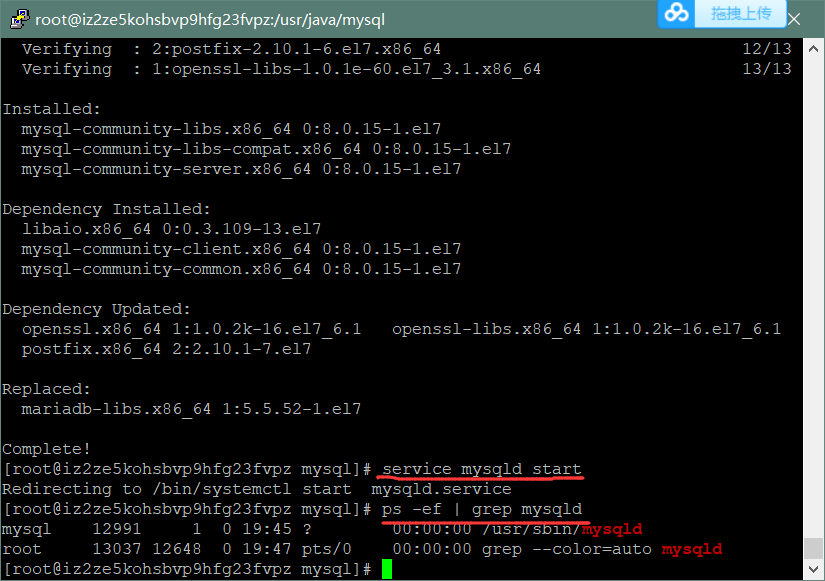 root@iz2ze5kohsbvp9hfg23fvpz:/usr/java/mysql
拖拽上传
Verifying  : 2:postfix-2.10.1-6.el7.x86_64 12/13
Verifying  : 1:openssl-libs-1.0.1e-60.el7_3.1.x86_64 13/13
Installed:
mysql-community-libs.x86_64 0:8.0.15-1.el7
mysql-community-libs-compat.x86_64 0:8.0.15-1.el7
mysql-community-server.x86_64 0:8.0.15-1.el7
Dependency Installed:
libaio.x86_64 0:0.3.109-13.el7
mysql-community-client.x86_64 0:8.0.15-1.el7
mysql-community-common.x86_64 0:8.0.15-1.el7
Dependency Updated:
openssl.x86_64 1:1.0.2k-16.el7_6.1   openssl-libs.x86_64 1:1.0.2k-16.el7_6.1
postfix.x86_64 2:2.10.1-7.el7
Replaced:
mariadb-libs.x86_64 1:5.5.52-1.el7
Complete!
[root@iz2ze5kohsbvp9hfg23fvpz mysql]# service mysqld start
Redirecting to /bin/systemctl start  mysqld.service
[root@iz2ze5kohsbvp9hfg23fvpz mysql]# ps -ef | grep mysqld
mysql    12991     1  0 19:45 ?        00:00:00 /usr/sbin/mysqld
root     13037 12648  0 19:47 pts/0    00:00:00 grep --color=auto mysqld
[root@iz2ze5kohsbvp9hfg23fvpz mysql]#